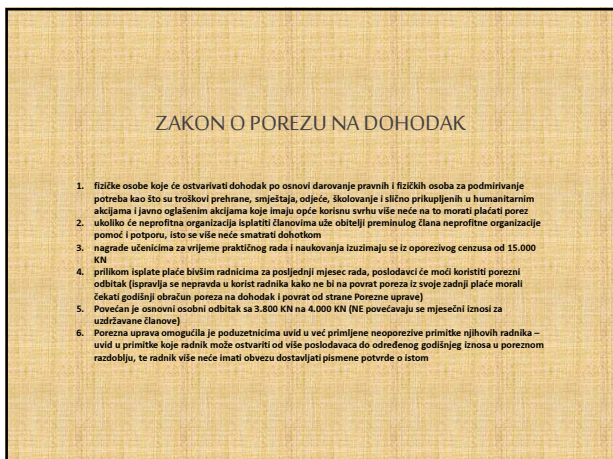 ZAKON O POREZU NA DOHODAK
1. fizičke osobe koje će ostvarivati dohodak po osnovi darovanje pravnih i fizičkih osoba za podmirivanje
potreba kao što su troškovi prehrane, smještaja, odjeće, školovanje i slično prikupljenih u humanitarnim
akcijama i javno oglašenim akcijama koje imaju opće korisnu svrhu više neće na to morati plaćati porez
2. ukoliko će neprofitna organizacija isplatiti članovima uže obitelji preminulog člana neprofitne organizacije
pomoć i potporu, isto se više neće smatrati dohotkom
3. nagrade učenicima za vrijeme praktičnog rada i naukovanja izuzimaju se iz oporezivog cenzusa od 15.000
KN
4. prilikom isplate plaće bivšim radnicima za posljednji mjesec rada, poslodavci će moći koristiti porezni
odbitak (ispravlja se nepravda u korist radnika kako ne bi na povrat poreza iz svoje zadnji plaće morali
čekati godišnji obračun poreza na dohodak i povrat od strane Porezne uprave)
5. Povećan je osnovni osobni odbitak sa 3.800 KN na 4.000 KN (NE povećavaju se mjesečni iznosi za
uzdržavane članove)
6. Porezna uprava omogućila je poduzetnicima uvid u već primljene neoporezive primitke njihovih radnika –
uvid u primitke koje radnik može ostvariti od više poslodavaca do određenog godišnjeg iznosa u poreznom
razdoblju, te radnik više neće imati obvezu dostavljati pismene potvrde o istom